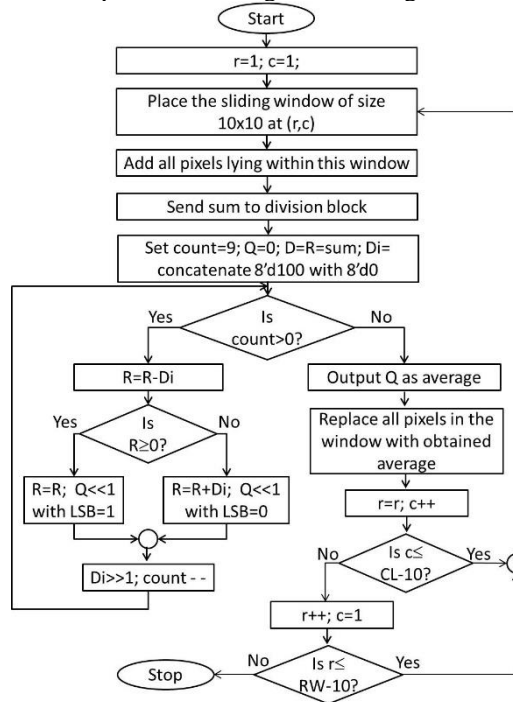 Start
r=1; c=1;
Place the sliding window of size
10x10 at (r,c)
Add all pixels lying within this window
Send sum to division block
Set count=9; Q=0; D=R=sum; Di=
concatenate 8'd100 with 8'd0
Is
count>0?
Yes
No
R=R-Di
Is
R≥0?
Yes
No
R=R; Q<<1
with LSB=1
R=R+Di; Q<<1
with LSB=0
Di>>1; count - -
Output Q as average
Replace all pixels in the
window with obtained
average
r=r; c++
Is c≤
CL-10?
No
Yes
r++; c=1
Is r≤
RW-10?
No
Yes
Stop